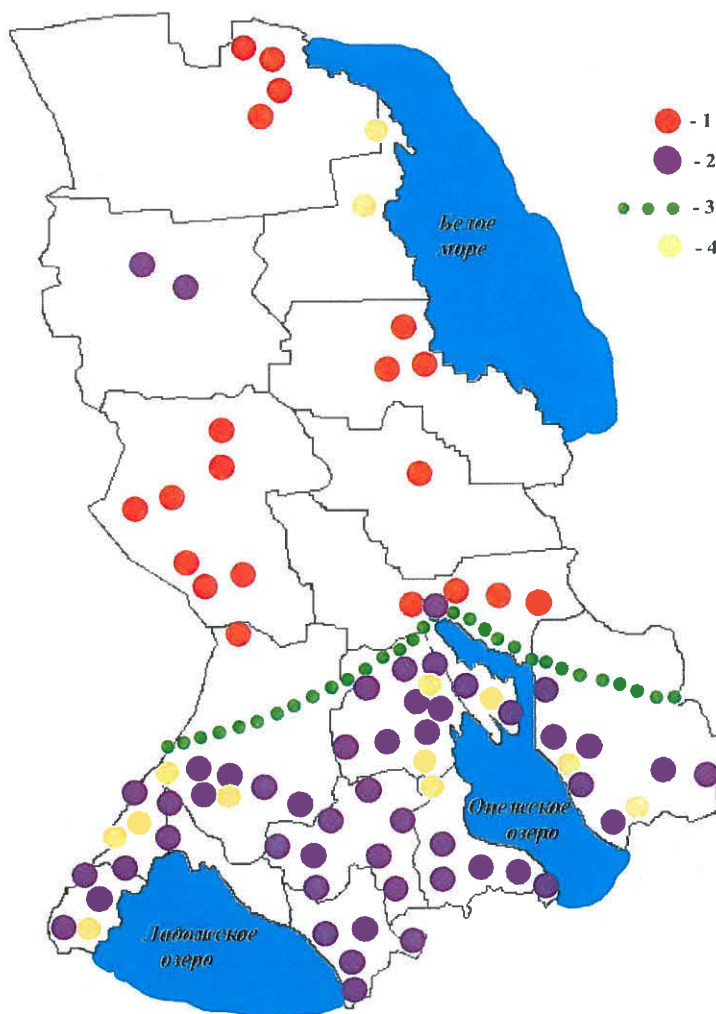 - 1
- 2
- 3
- 4
Белое
море
Онежское
озеро
Ладожское
озеро